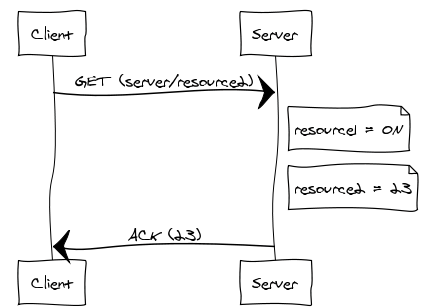 Client
Server
GET (server/resource2)
resource1 = ON
resource2 = 23
ACK (23)
Client
Server